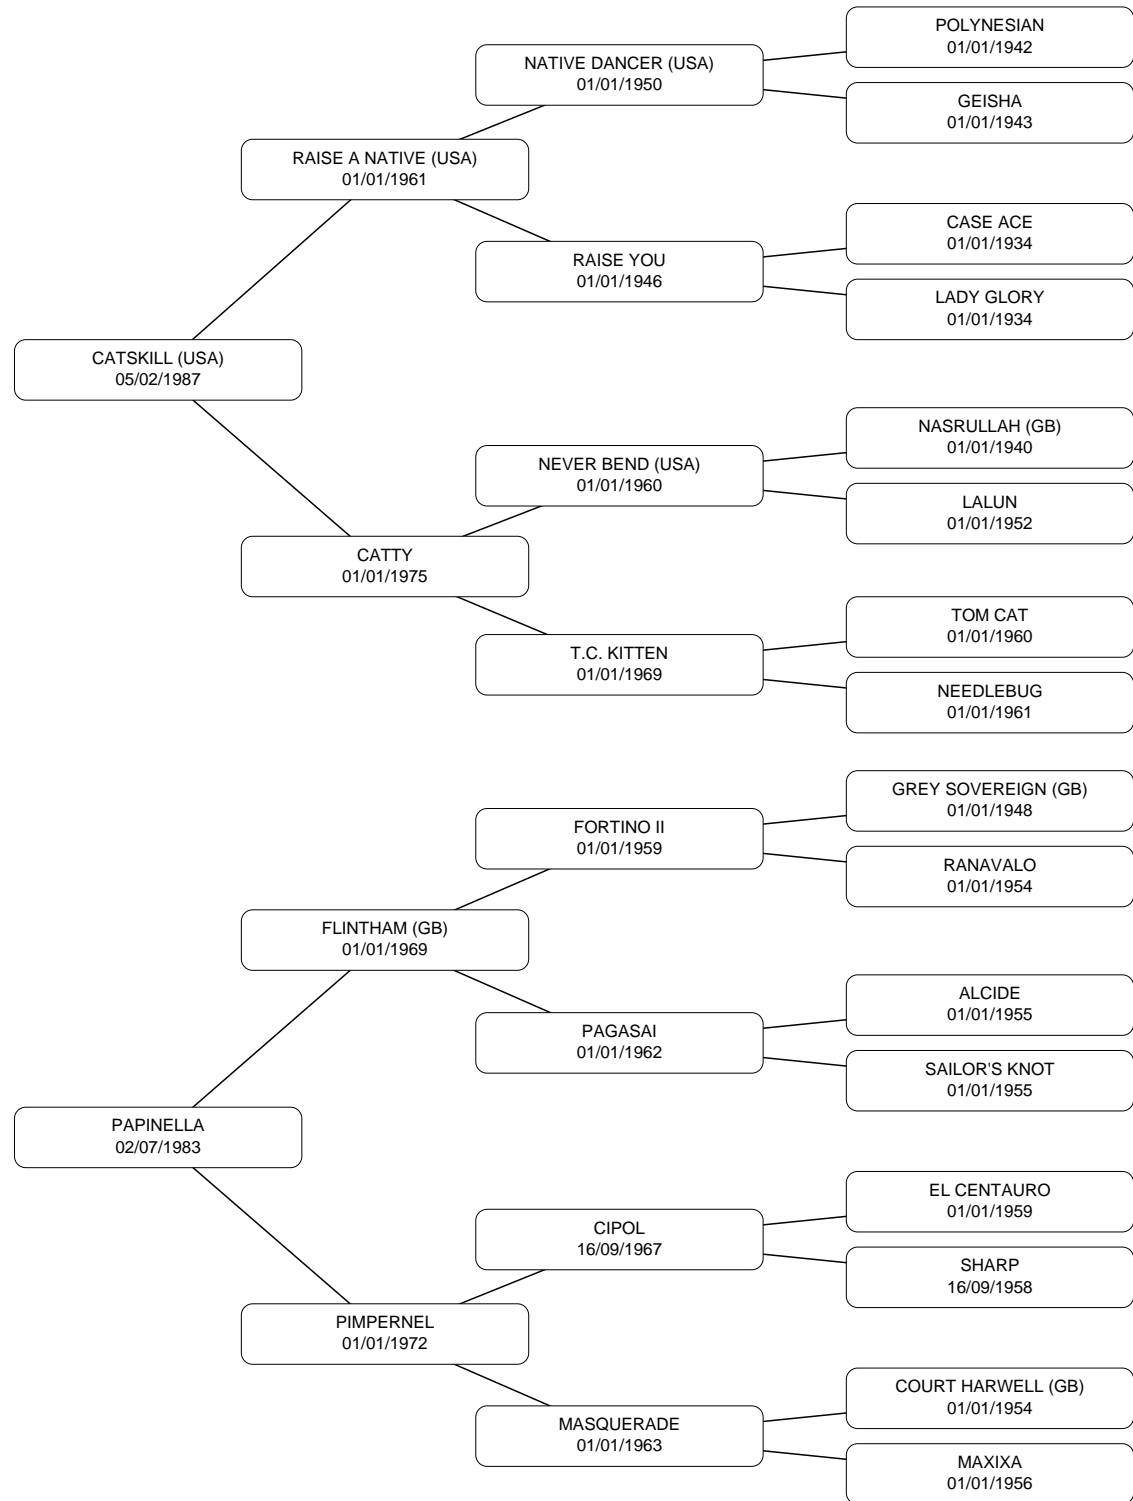 POLYNESIAN
01/01/1942
NATIVE DANCER (USA)
01/01/1950
GEISHA
01/01/1943
RAISE A NATIVE (USA)
01/01/1961
CASE ACE
01/01/1934
RAISE YOU
01/01/1946
LADY GLORY
01/01/1934
CATSKILL (USA)
05/02/1987
NASRULLAH (GB)
01/01/1940
NEVER BEND (USA)
01/01/1960
LALUN
01/01/1952
CATTY
01/01/1975
TOM CAT
01/01/1960
T.C. KITTEN
01/01/1969
NEEDLEBUG
01/01/1961
GREY SOVEREIGN (GB)
01/01/1948
FORTINO II
01/01/1959
RANAVALO
01/01/1954
FLINTHAM (GB)
01/01/1969
ALCIDE
01/01/1955
PAGASAI
01/01/1962
SAILOR'S KNOT
01/01/1955
PAPINELLA
02/07/1983
EL CENTAURO
01/01/1959
CIPOL
16/09/1967
SHARP
16/09/1958
PIMPERNEL
01/01/1972
COURT HARWELL (GB)
01/01/1954
MASQUERADE
01/01/1963
MAXIXA
01/01/1956